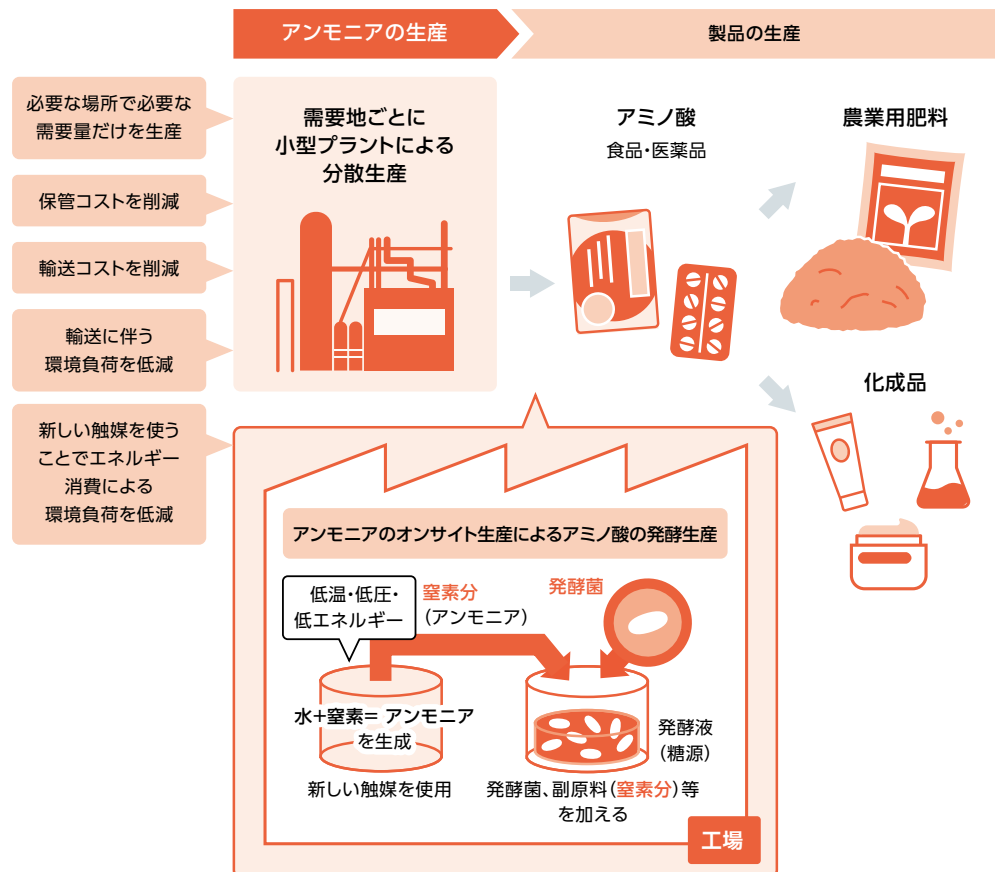 アンモニアの生産
製品の生産
必要な場所で必要な
需要量だけを生産
保管コストを削減
輸送コストを削減
輸送に伴う
環境負荷を低減
新しい触媒を使う
ことでエネルギー
消費による
環境負荷を低減
需要地ごとに
小型プラントによる
分散生産
アミノ酸
食品・医薬品
農業用肥料
化成品
アンモニアのオンサイト生産によるアミノ酸の発酵生産
低温・低圧・
低エネルギー
窒素分
(アンモニア)
発酵菌
水+窒素= アンモニア
を生成
新しい触媒を使用
発酵液
(糖源)
発酵菌、副原料(窒素分)等
を加える
工場